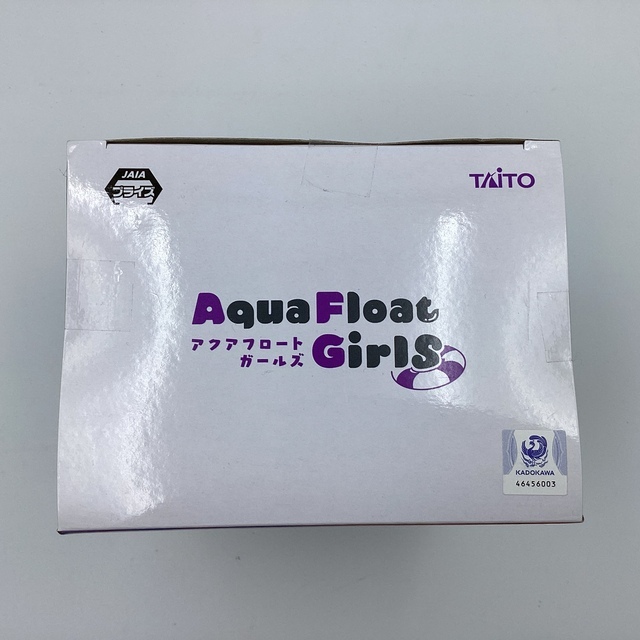 JAIA
プライズ
TAITO
Aqua Float
アクアフロート
ガールズ
Girls
KADOKAWA
46456003